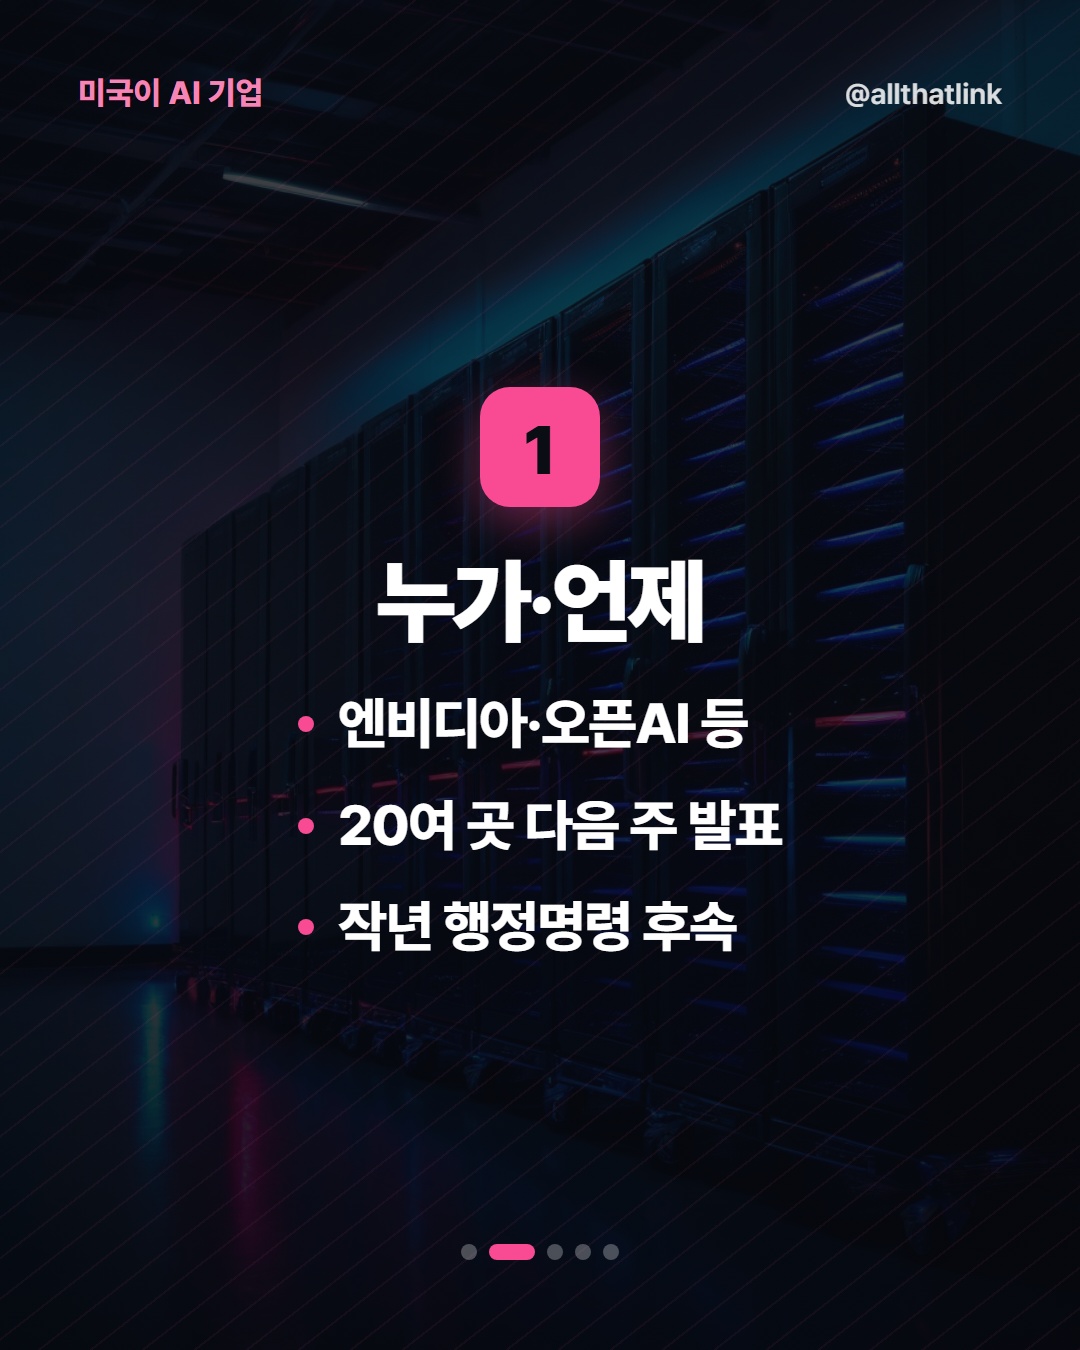 미국이 AI 기업
@allthatlink
1
누가·언제
엔비디아·오픈AI 등
20여 곳 다음 주 발표
작년 행정명령 후속